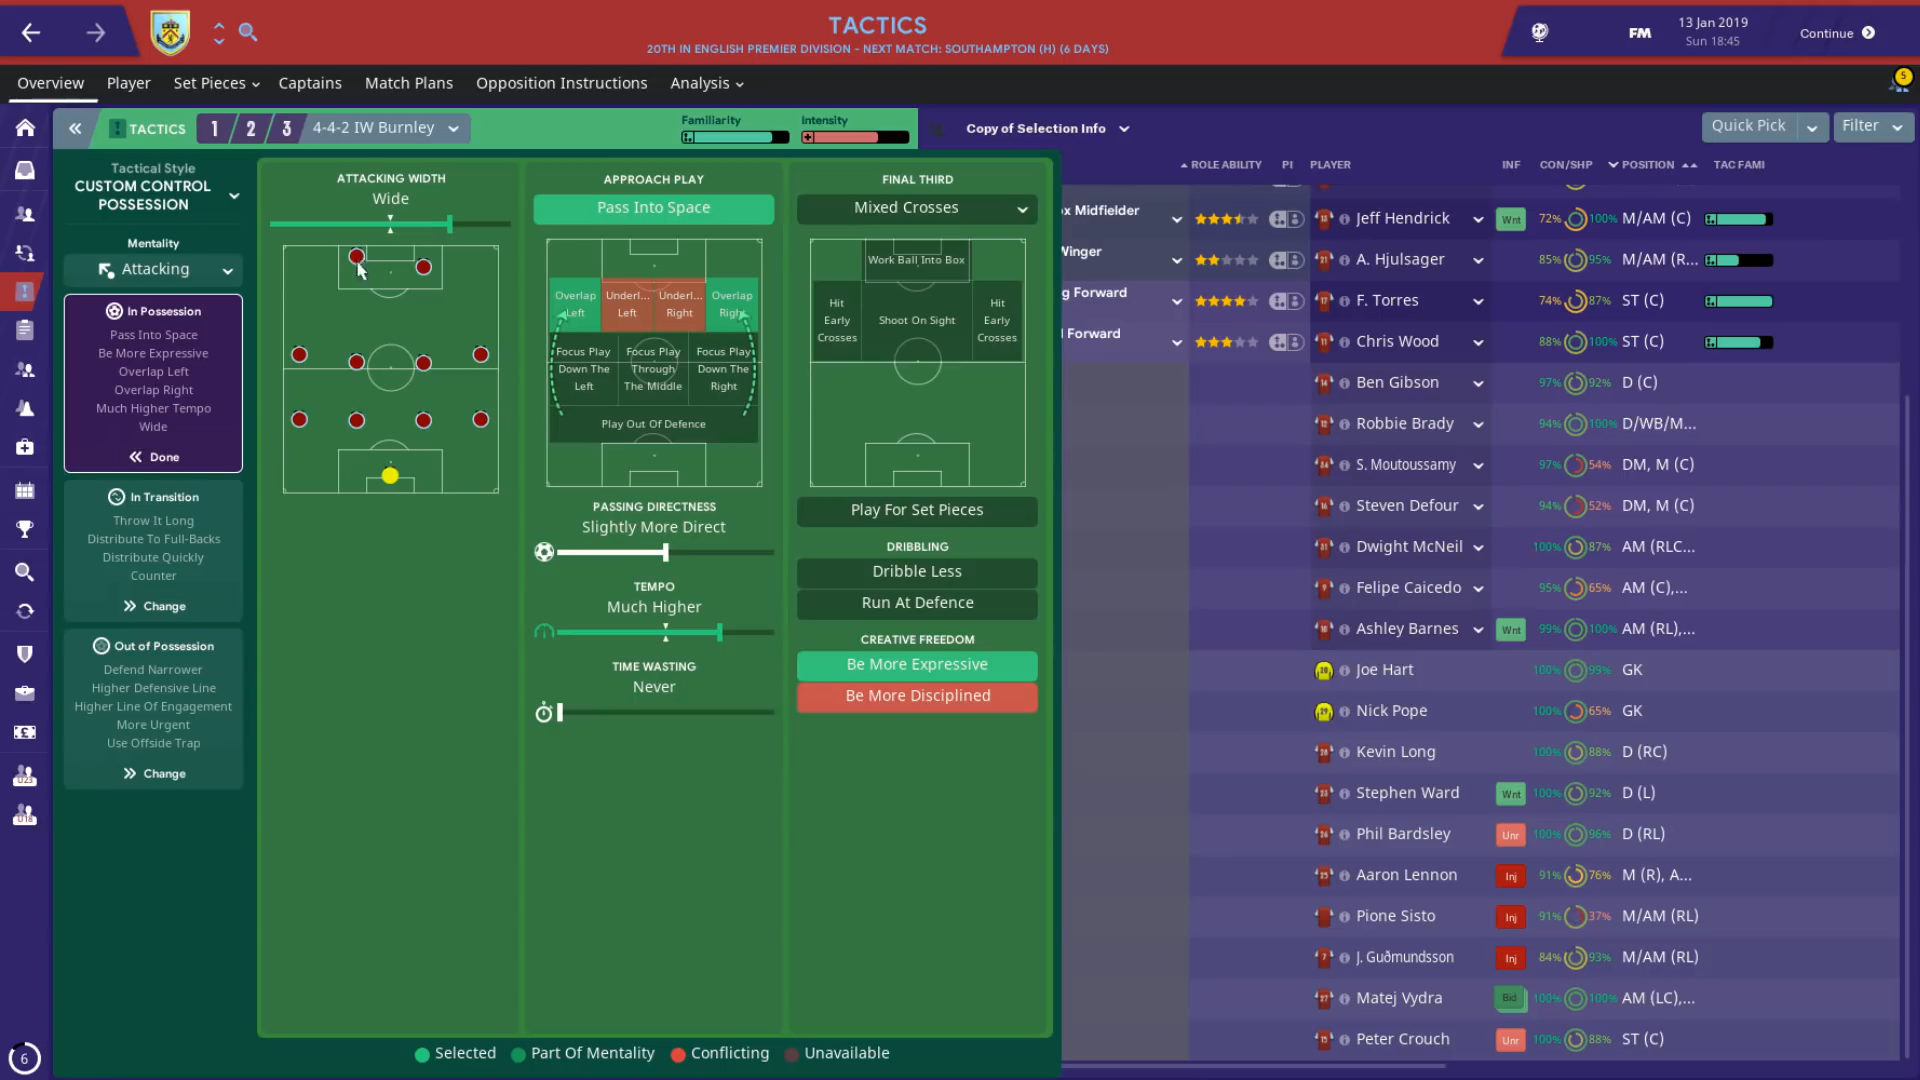 TACTICS
20TH IN ENGLISH PREMIER DIVISION - NEXT MATCH: SOUTHAMPTON (H) (6 DAYS)
FM
13 Jan 2019
Sun 18:45
Continue
Overview
Player
Set Pieces
Captains
Match Plans
Opposition Instructions
Analysis
5
TACTICS
1
2
3
4-4-2 IW Burnley
Familiarity
Intensity
Copy of Selection Info
Quick Pick
Filter
Tactical Style
CUSTOM CONTROL
POSSESSION
Mentality
Attacking
In Possession
Pass Into Space
Be More Expressive
Overlap Left
Overlap Right
Much Higher Tempo
Wide
Done
In Transition
Throw It Long
Distribute To Full-Backs
Distribute Quickly
Counter
Change
Out of Possession
Defend Narrower
Higher Defensive Line
Higher Line Of Engagement
More Urgent
Use Offside Trap
Change
ATTACKING WIDTH
Wide
APPROACH PLAY
Pass Into Space
Overlap
Left
Underl...
Left
Underl...
Right
Overlap
Right
Focus Play
Down The
Left
Focus Play
Through
The Middle
Focus Play
Down The
Right
Play Out Of Defence
PASSING DIRECTNESS
Slightly More Direct
TEMPO
Much Higher
TIME WASTING
Never
FINAL THIRD
Mixed Crosses
Work Ball Into Box
Hit
Early
Crosses
Shoot On Sight
Hit
Early
Crosses
Play For Set Pieces
DRIBBLING
Dribble Less
Run At Defence
CREATIVE FREEDOM
Be More Expressive
Be More Disciplined
Selected
Part Of Mentality
Conflicting
Unavailable
ROLE ABILITY PI PLAYER INF CON/SHP POSITION TAC FAMI
ox Midfielder Jeff Hendrick Wnt 72% 100% M/AM (C)
Winger A. Hjulsager 85% 95% M/AM (R...
g Forward F. Torres 74% 87% ST (C)
l Forward Chris Wood 88% 100% ST (C)
Ben Gibson 97% 92% D (C)
Robbie Brady 94% 100% D/WB/M...
S. Moutoussamy 97% 54% DM, M (C)
Steven Defour 94% 52% DM, M (C)
Dwight McNeil 100% 87% AM (RLC...
Felipe Caicedo 95% 65% AM (C),...
Ashley Barnes Wnt 99% 100% AM (RL),...
Joe Hart 100% 99% GK
Nick Pope 100% 65% GK
Kevin Long 100% 88% D (RC)
Stephen Ward Wnt 100% 92% D (L)
Phil Bardsley Unr 100% 96% D (RL)
Aaron Lennon Inj 91% 76% M (R), A...
Pione Sisto Inj 91% 37% M/AM (RL)
J. Guðmundsson Inj 84% 93% M/AM (RL)
Matej Vydra Bid 100% 100% AM (LC),...
Peter Crouch Unr 100% 88% ST (C)
U23
U18
6